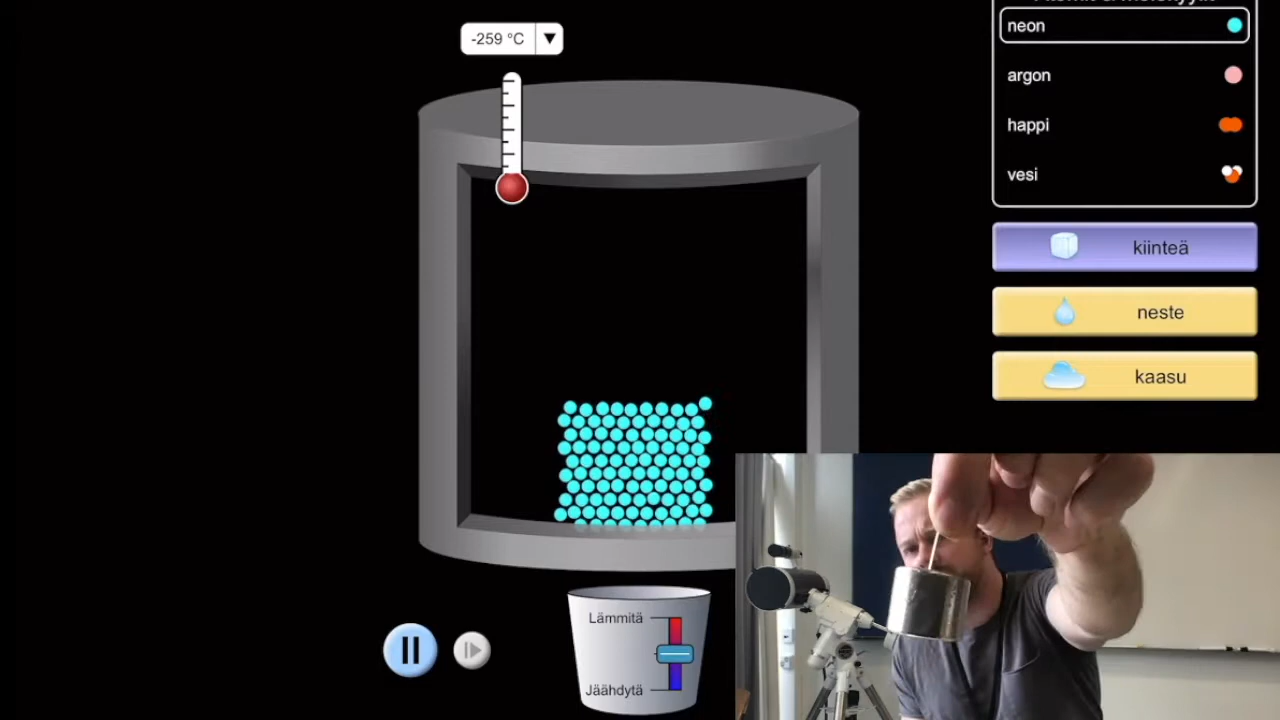 -259 °C
neon
argon
happi
vesi
kiinteä
neste
kaasu
Lämmitä
Jäähdytä